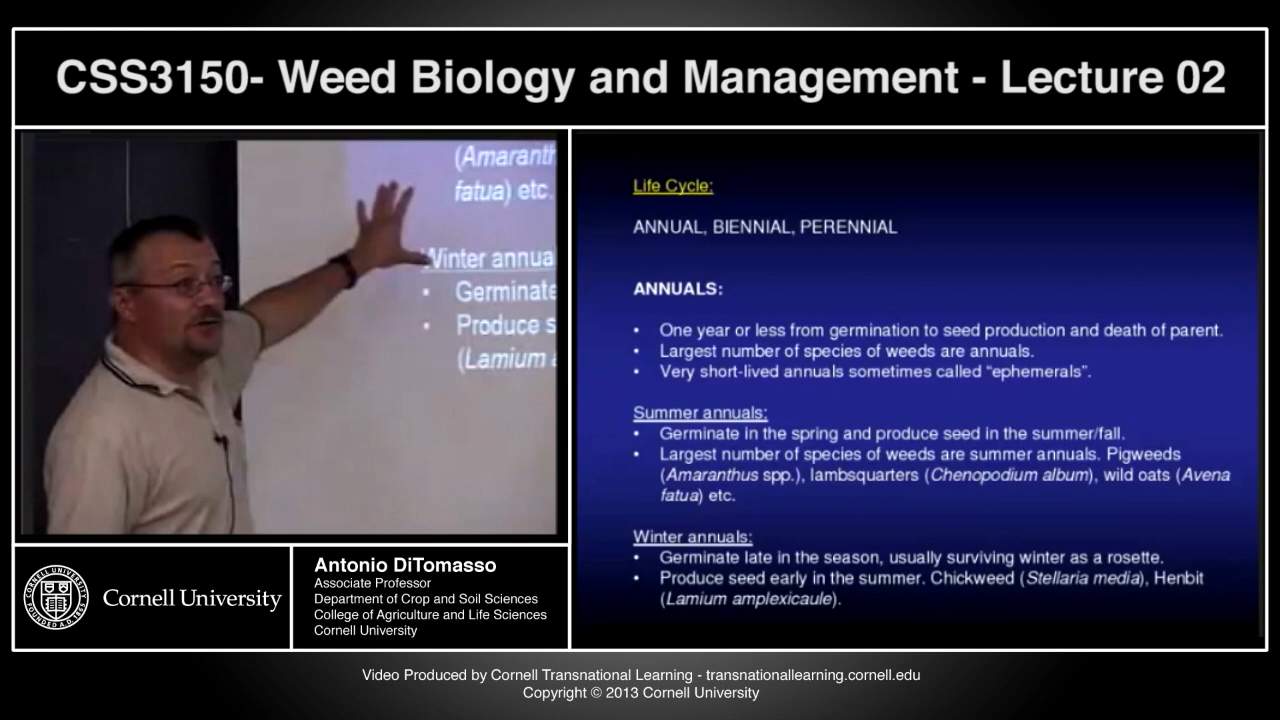 CSS3150- Weed Biology and Management - Lecture 02
(Amaranth
fatua) etc.
Winter annua
• Germinate
• Produce s
(Lamium a
Life Cycle:
ANNUAL, BIENNIAL, PERENNIAL
ANNUALS:
• One year or less from germination to seed production and death of parent.
• Largest number of species of weeds are annuals.
• Very short-lived annuals sometimes called “ephemerals”.
Summer annuals:
• Germinate in the spring and produce seed in the summer/fall.
• Largest number of species of weeds are summer annuals. Pigweeds
(Amaranthus spp.), lambsquarters (Chenopodium album), wild oats (Avena
fatua) etc.
Winter annuals:
• Germinate late in the season, usually surviving winter as a rosette.
• Produce seed early in the summer. Chickweed (Stellaria media), Henbit
(Lamium amplexicaule).
CORNELL UNIVERSITY
FOUNDED A.D.
Cornell University
Antonio DiTomasso
Associate Professor
Department of Crop and Soil Sciences
College of Agriculture and Life Sciences
Cornell University
Video Produced by Cornell Transnational Learning - transnationallearning.cornell.edu
Copyright © 2013 Cornell University